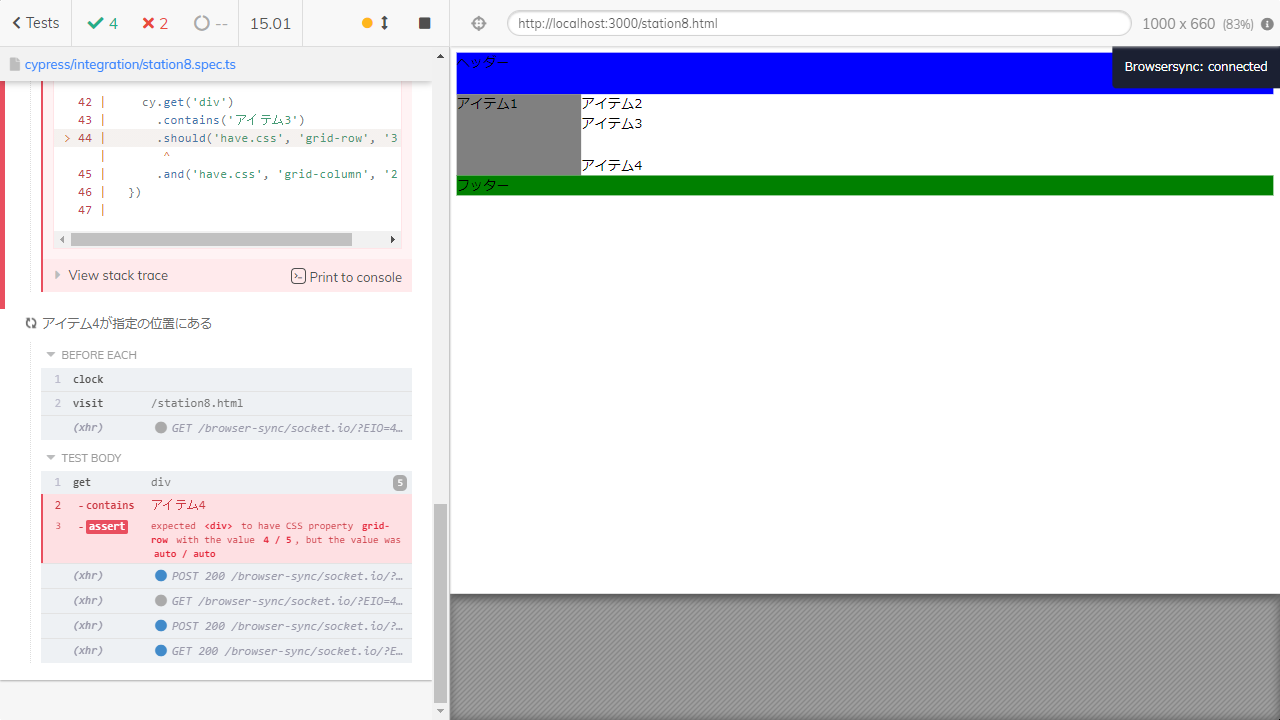 Tests 4 2 -- 15.01
http://localhost:3000/station8.html 1000 x 660 (83%)
cypress/integration/station8.spec.ts
42 | cy.get('div')
43 | .contains('アイテム3')
> 44 | .should('have.css', 'grid-row', '3
| ^
45 | .and('have.css', 'grid-column', '2
46 | })
47 |
View stack trace Print to console
アイテム4が指定の位置にある
BEFORE EACH
1 clock
2 visit /station8.html
(xhr) GET /browser-sync/socket.io/?EIO=4…
TEST BODY
1 get div 5
2 -contains アイテム4
3 -assert expected <div> to have CSS property grid-
row with the value 4 / 5, but the value was
auto / auto
(xhr) POST 200 /browser-sync/socket.io/?…
(xhr) GET /browser-sync/socket.io/?EIO=4…
(xhr) POST 200 /browser-sync/socket.io/?…
(xhr) GET 200 /browser-sync/socket.io/?E…
ヘッダー
Browsersync: connected
アイテム1 アイテム2
アイテム3
アイテム4
フッター